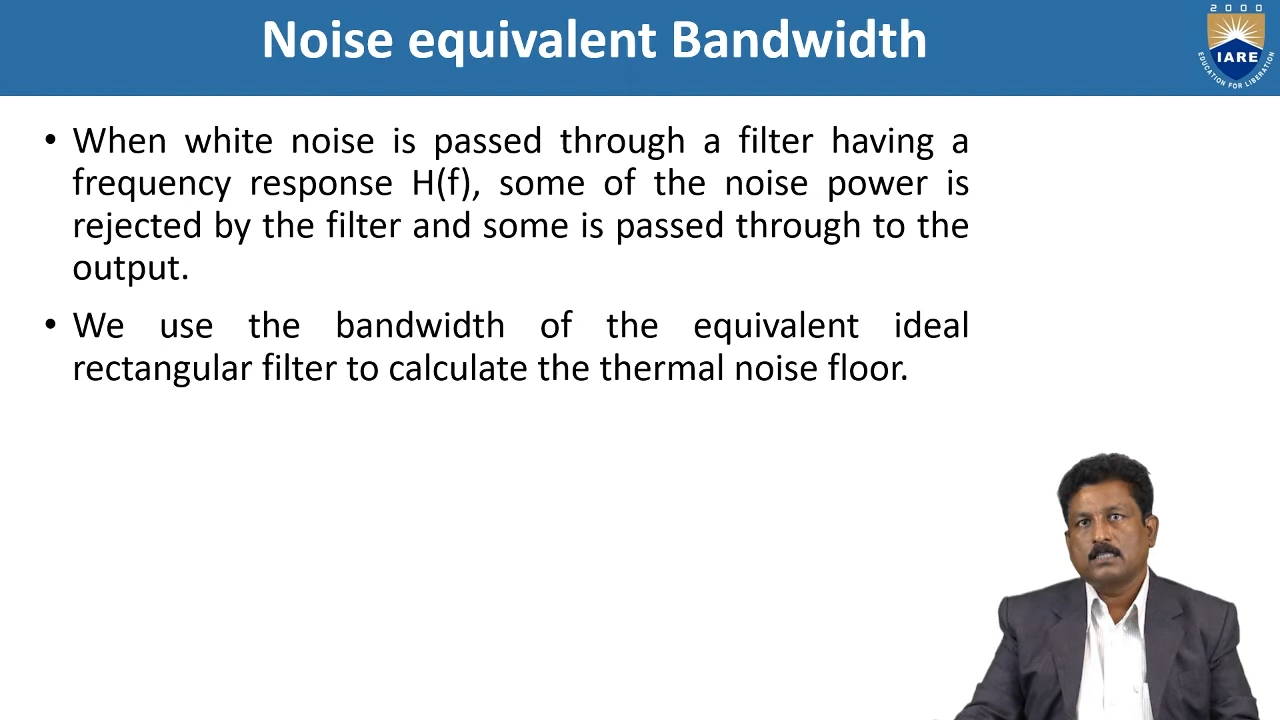 Noise equivalent Bandwidth
2000
IARE
EDUCATION FOR LIBERATION
• When white noise is passed through a filter having a
frequency response H(f), some of the noise power is
rejected by the filter and some is passed through to the
output.
• We use the bandwidth of the equivalent ideal
rectangular filter to calculate the thermal noise floor.